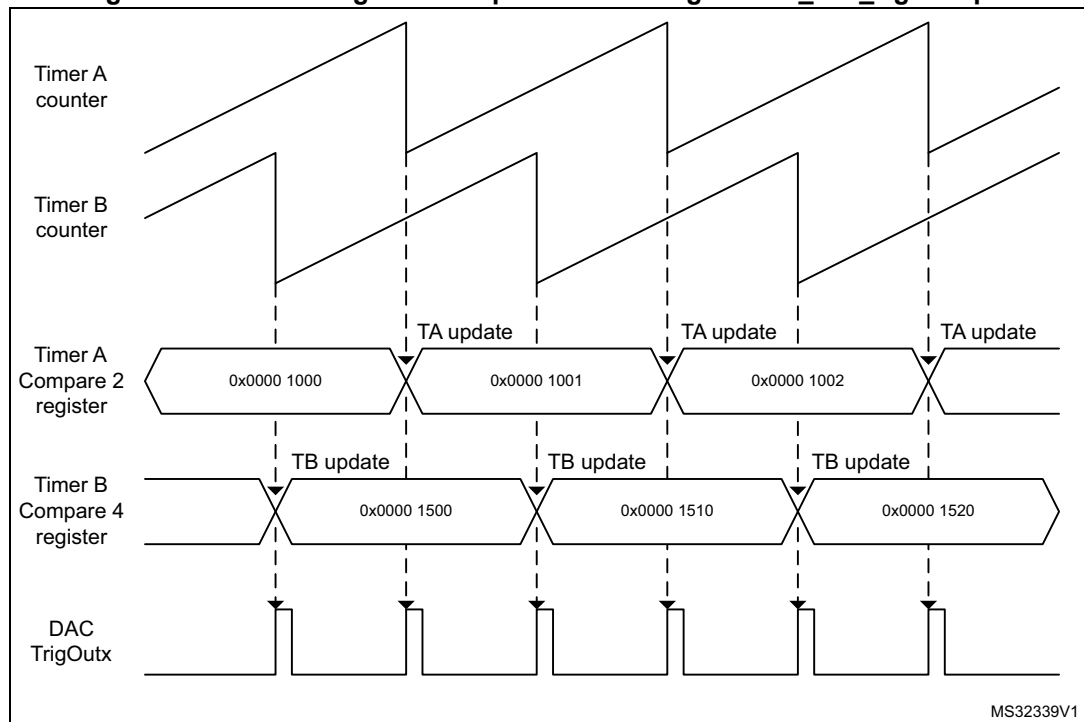 Timer A
counter
Timer B
counter
TA update TA update TA update
Timer A
Compare 2
register
0x0000 1000 0x0000 1001 0x0000 1002
TB update TB update TB update
Timer B
Compare 4
register
0x0000 1500 0x0000 1510 0x0000 1520
DAC
TrigOutx
MS32339V1